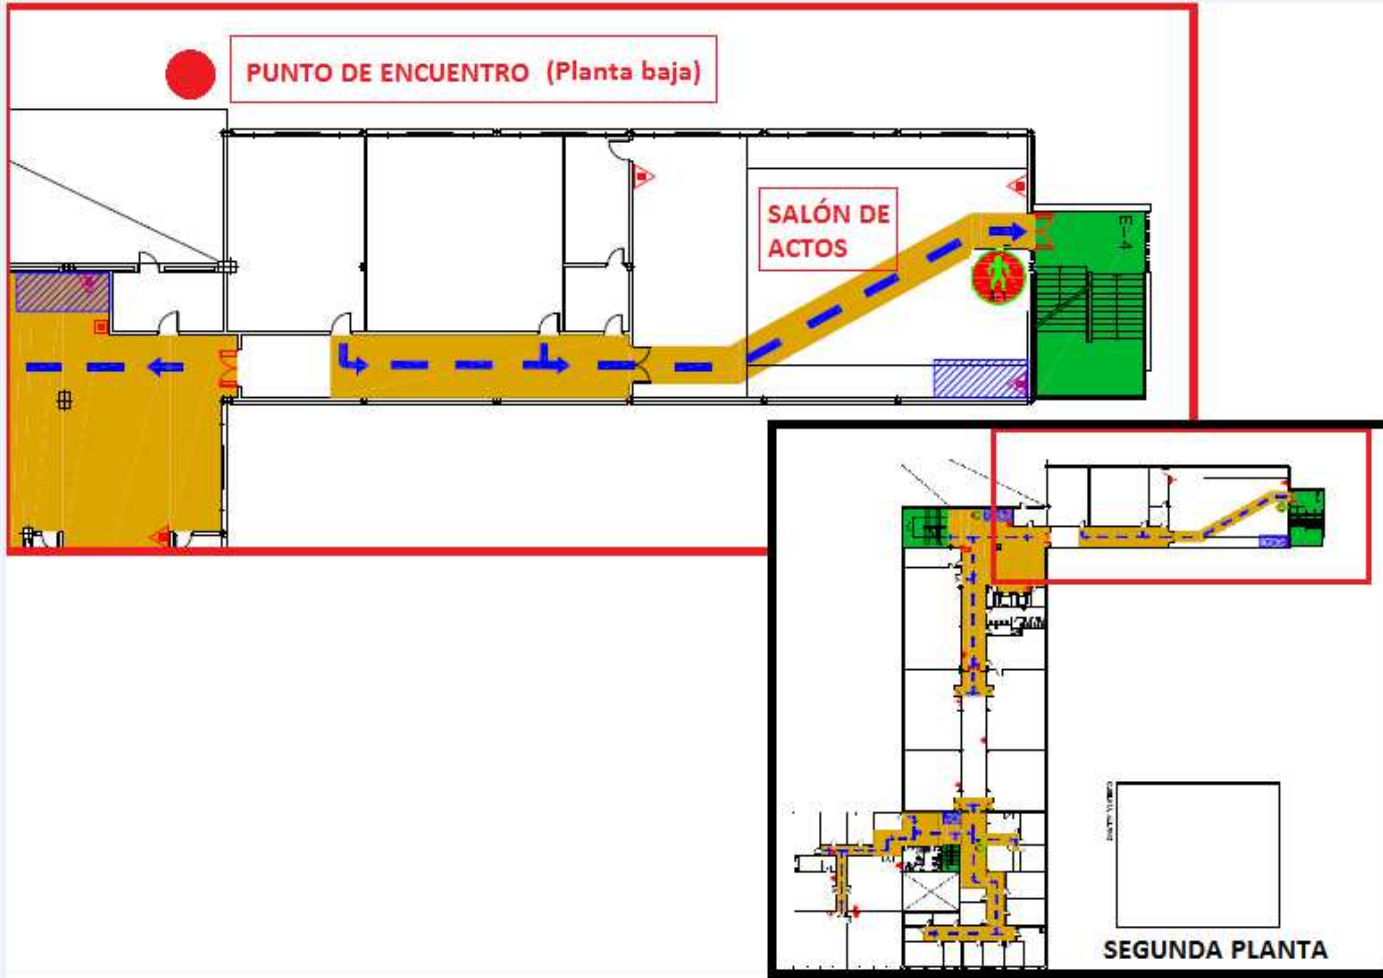 PUNTO DE ENCUENTRO (Planta baja)
SALÓN DE
ACTOS
E-4
SEGUNDA PLANTA